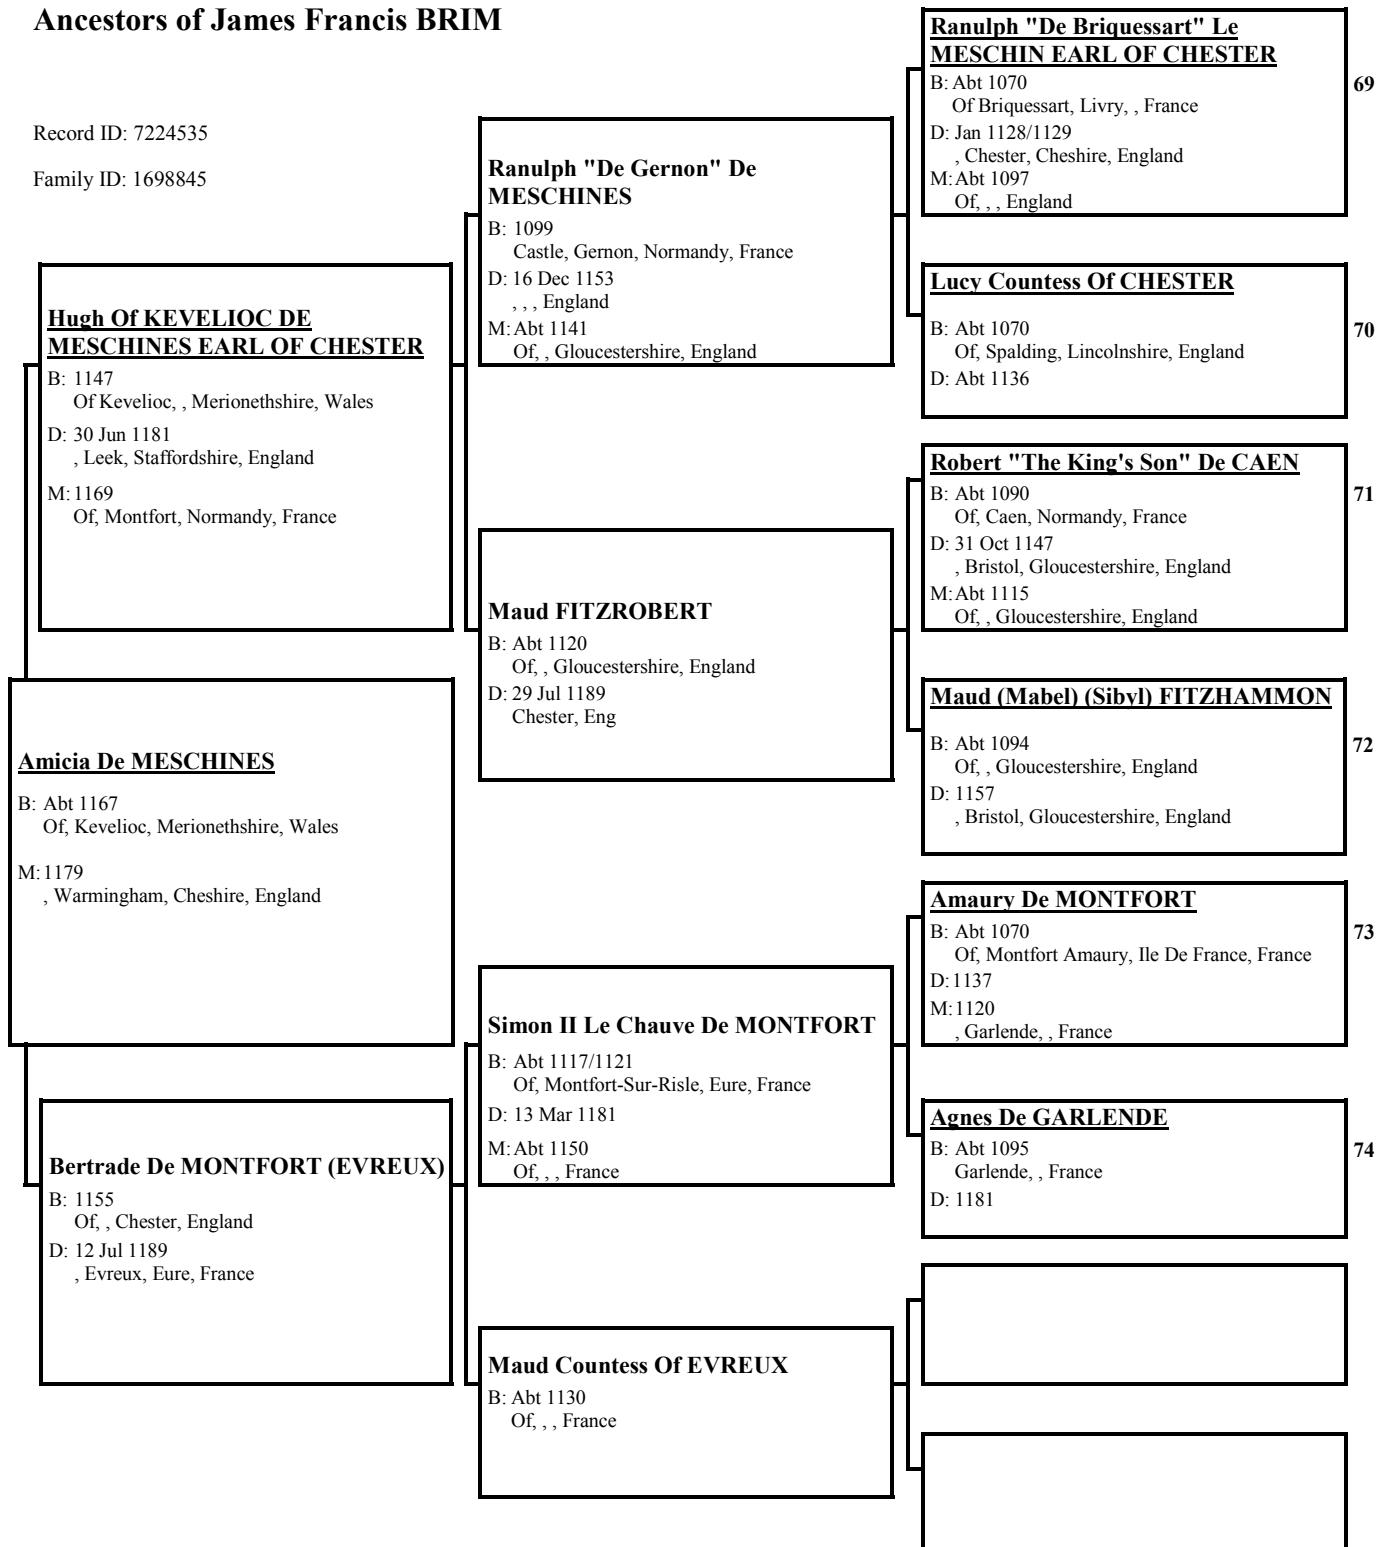 Ancestors of James Francis BRIM
Record ID: 7224535
Family ID: 1698845
Amicia De MESCHINES
B: Abt 1167
Of, Kevelioc, Merionethshire, Wales
M: 1179
, Warmingham, Cheshire, England
Hugh Of KEVELIOC DE
MESCHINES EARL OF CHESTER
B: 1147
Of Kevelioc, , Merionethshire, Wales
D: 30 Jun 1181
, Leek, Staffordshire, England
M: 1169
Of, Montfort, Normandy, France
Bertrade De MONTFORT (EVREUX)
B: 1155
Of, , Chester, England
D: 12 Jul 1189
, Evreux, Eure, France
Ranulph "De Gernon" De
MESCHINES
B: 1099
Castle, Gernon, Normandy, France
D: 16 Dec 1153
, , , England
M: Abt 1141
Of, , Gloucestershire, England
Maud FITZROBERT
B: Abt 1120
Of, , Gloucestershire, England
D: 29 Jul 1189
Chester, Eng
Simon II Le Chauve De MONTFORT
B: Abt 1117/1121
Of, Montfort-Sur-Risle, Eure, France
D: 13 Mar 1181
M: Abt 1150
Of, , , France
Maud Countess Of EVREUX
B: Abt 1130
Of, , , France
Ranulph "De Briquessart" Le
MESCHIN EARL OF CHESTER
B: Abt 1070
Of Briquessart, Livry, , France
D: Jan 1128/1129
, Chester, Cheshire, England
M: Abt 1097
Of, , , England
69
Lucy Countess Of CHESTER
B: Abt 1070
Of, Spalding, Lincolnshire, England
D: Abt 1136
70
Robert "The King's Son" De CAEN
B: Abt 1090
Of, Caen, Normandy, France
D: 31 Oct 1147
, Bristol, Gloucestershire, England
M: Abt 1115
Of, , Gloucestershire, England
71
Maud (Mabel) (Sibyl) FITZHAMMON
B: Abt 1094
Of, , Gloucestershire, England
D: 1157
, Bristol, Gloucestershire, England
72
Amaury De MONTFORT
B: Abt 1070
Of, Montfort Amaury, Ile De France, France
D: 1137
M: 1120
, Garlende, , France
73
Agnes De GARLENDE
B: Abt 1095
Garlende, , France
D: 1181
74